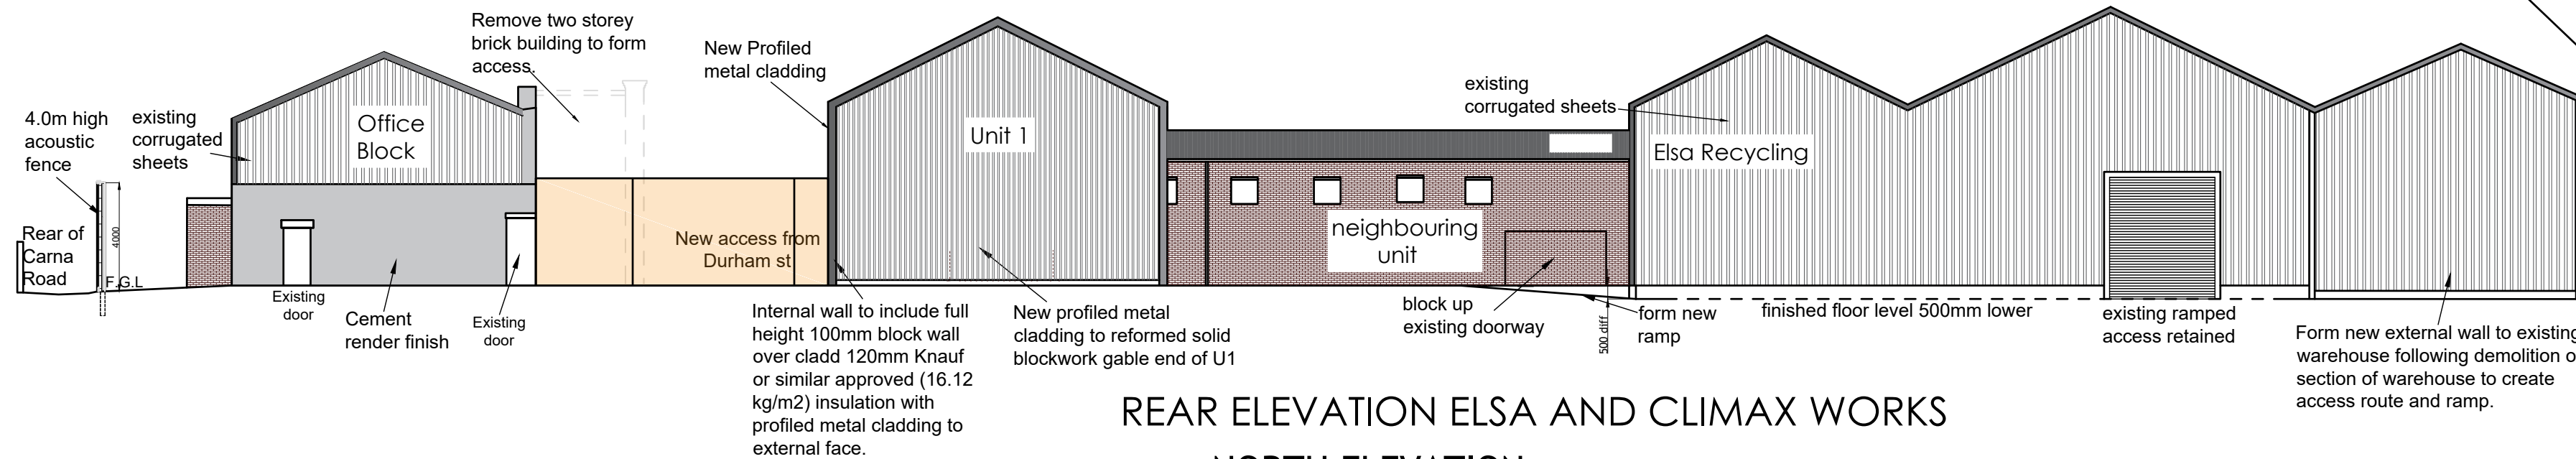 Remove two storey
brick building to form
access.
New Profiled
metal cladding
existing
corrugated sheets
4.0m high
acoustic
fence
existing
corrugated
sheets
Office
Block
Unit 1
Elsa Recycling
neighbouring
unit
Rear of
Carna
Road
4000
F.G.L
New access from
Durham st
Existing
door
Cement
render finish
Existing
door
Internal wall to include full
height 100mm block wall
over cladd 120mm Knauf
or similar approved (16.12
kg/m2) insulation with
profiled metal cladding to
external face.
New profiled metal
cladding to reformed solid
blockwork gable end of U1
block up
existing doorway
500 diff
form new
ramp
finished floor level 500mm lower
existing ramped
access retained
Form new external wall to existing
warehouse following demolition o
section of warehouse to create
access route and ramp.
REAR ELEVATION ELSA AND CLIMAX WORKS
NORTH ELEVATION